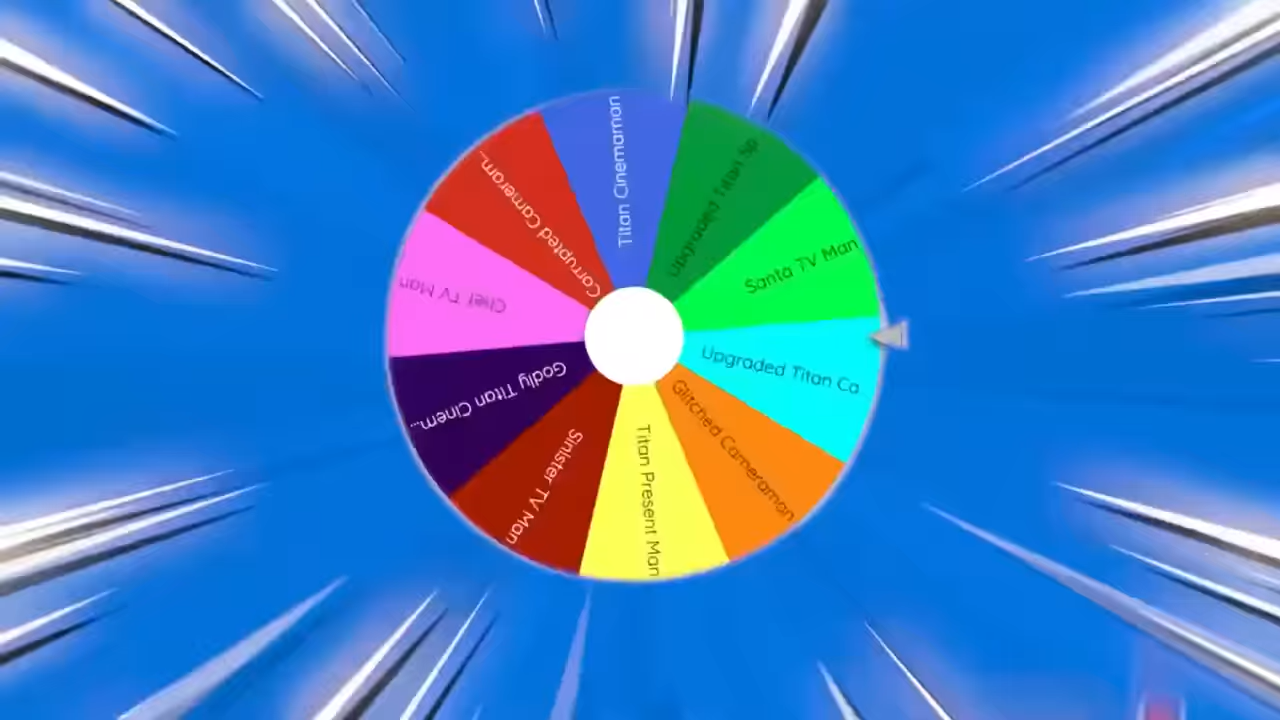 Titan Cinemaman
Upgraded Titan Sp
Santa TV Man
Upgraded Titan Ca
Glitched Cameraman
Titan Present Man
Sinister TV Man
Godly Titan Cinem...
Chef TV Man
Corrupted Cameram...